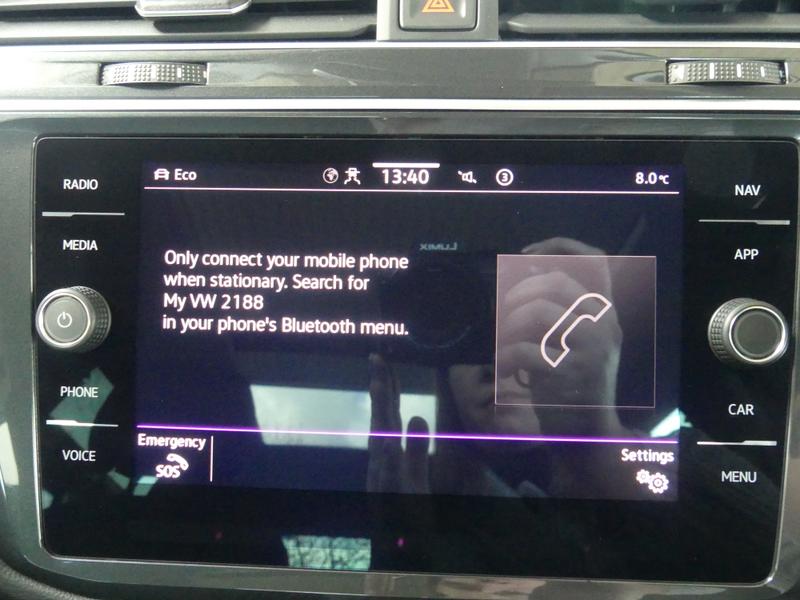 Eco 13:40 3 8.0°C
RADIO
MEDIA
PHONE
VOICE
Only connect your mobile phone
when stationary. Search for
My VW 2188
in your phone's Bluetooth menu.
Emergency
SOS
Settings
NAV
APP
CAR
MENU
LUMIX